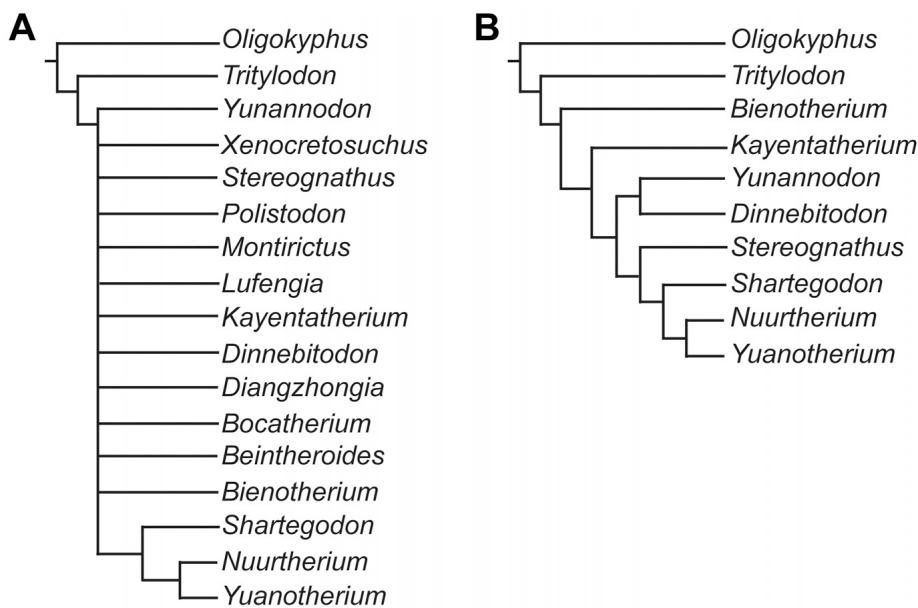 A
Oligokyphus
Tritylodon
Yunannodon
Xenocretosuchus
Stereognathus
Polistodon
Montirictus
Lufengia
Kayentatherium
Dinnebitodon
Diangzhongia
Bocatherium
Beintheroides
Bienotherium
Shartegodon
Nuurtherium
Yuanotherium
B
Oligokyphus
Tritylodon
Bienotherium
Kayentatherium
Yunannodon
Dinnebitodon
Stereognathus
Shartegodon
Nuurtherium
Yuanotherium